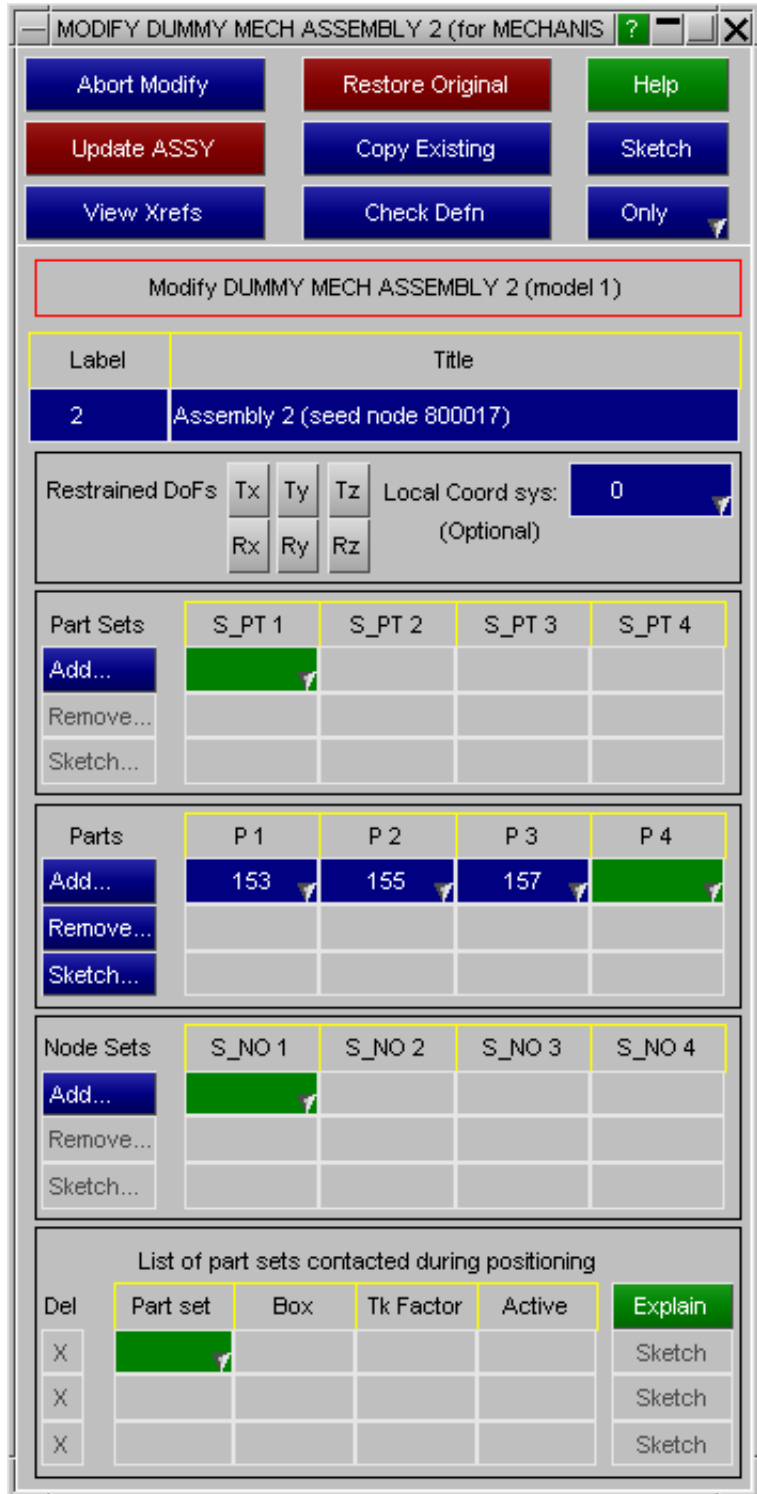 MODIFY DUMMY MECH ASSEMBLY 2 (for MECHANIS ?
Abort Modify Restore Original Help
Update ASSY Copy Existing Sketch
View Xrefs Check Defn Only
Modify DUMMY MECH ASSEMBLY 2 (model 1)
Label Title
2 Assembly 2 (seed node 800017)
Restrained DoFs Tx Ty Tz Local Coord sys: 0
Rx Ry Rz (Optional)
Part Sets S_PT 1 S_PT 2 S_PT 3 S_PT 4
Add...
Remove...
Sketch...
Parts P 1 P 2 P 3 P 4
Add... 153 155 157
Remove...
Sketch...
Node Sets S_NO 1 S_NO 2 S_NO 3 S_NO 4
Add...
Remove...
Sketch...
List of part sets contacted during positioning
Del Part set Box Tk Factor Active Explain
X Sketch
X Sketch
X Sketch